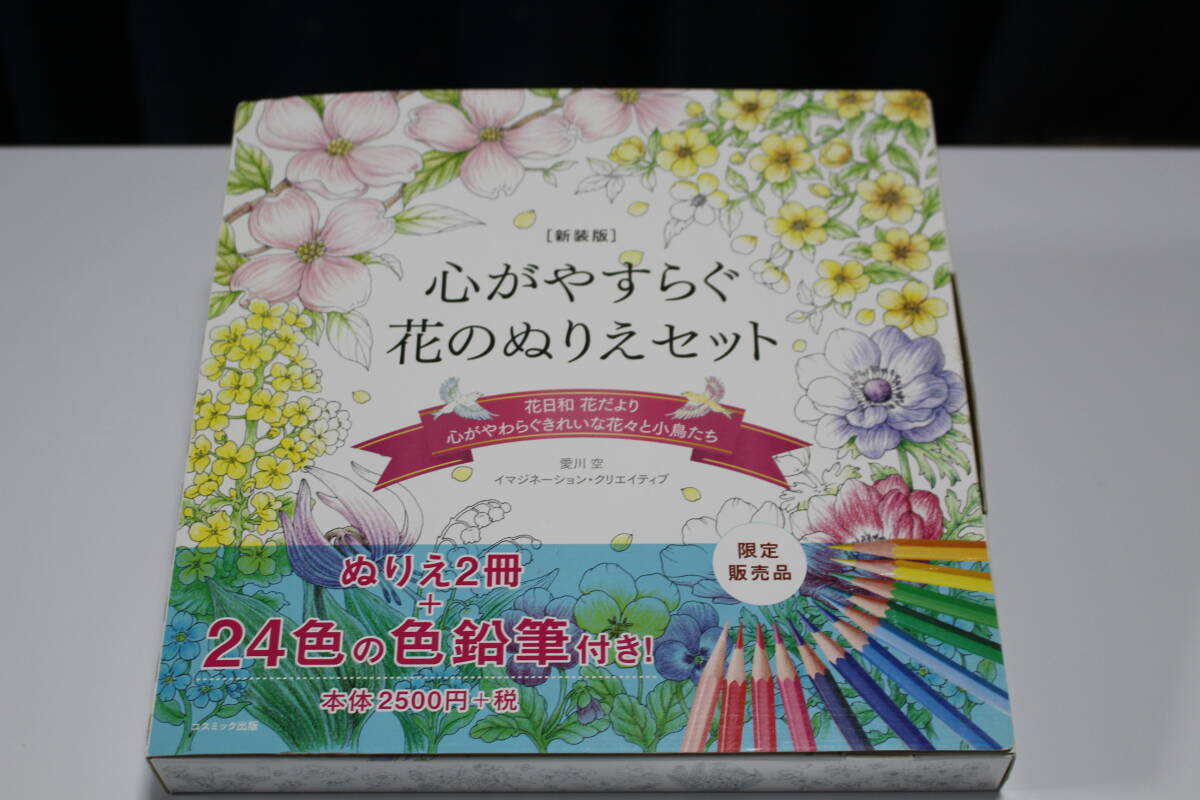 ［新装版］
心がやすらぐ
花のぬりえセット
花日和 花だより
心がやわらぐきれいな花々と小鳥たち
愛川 空
イマジネーション・クリエイティブ
限定
販売品
ぬりえ2冊
+
24色の色鉛筆付き!
本体2500円+税
コスミック出版